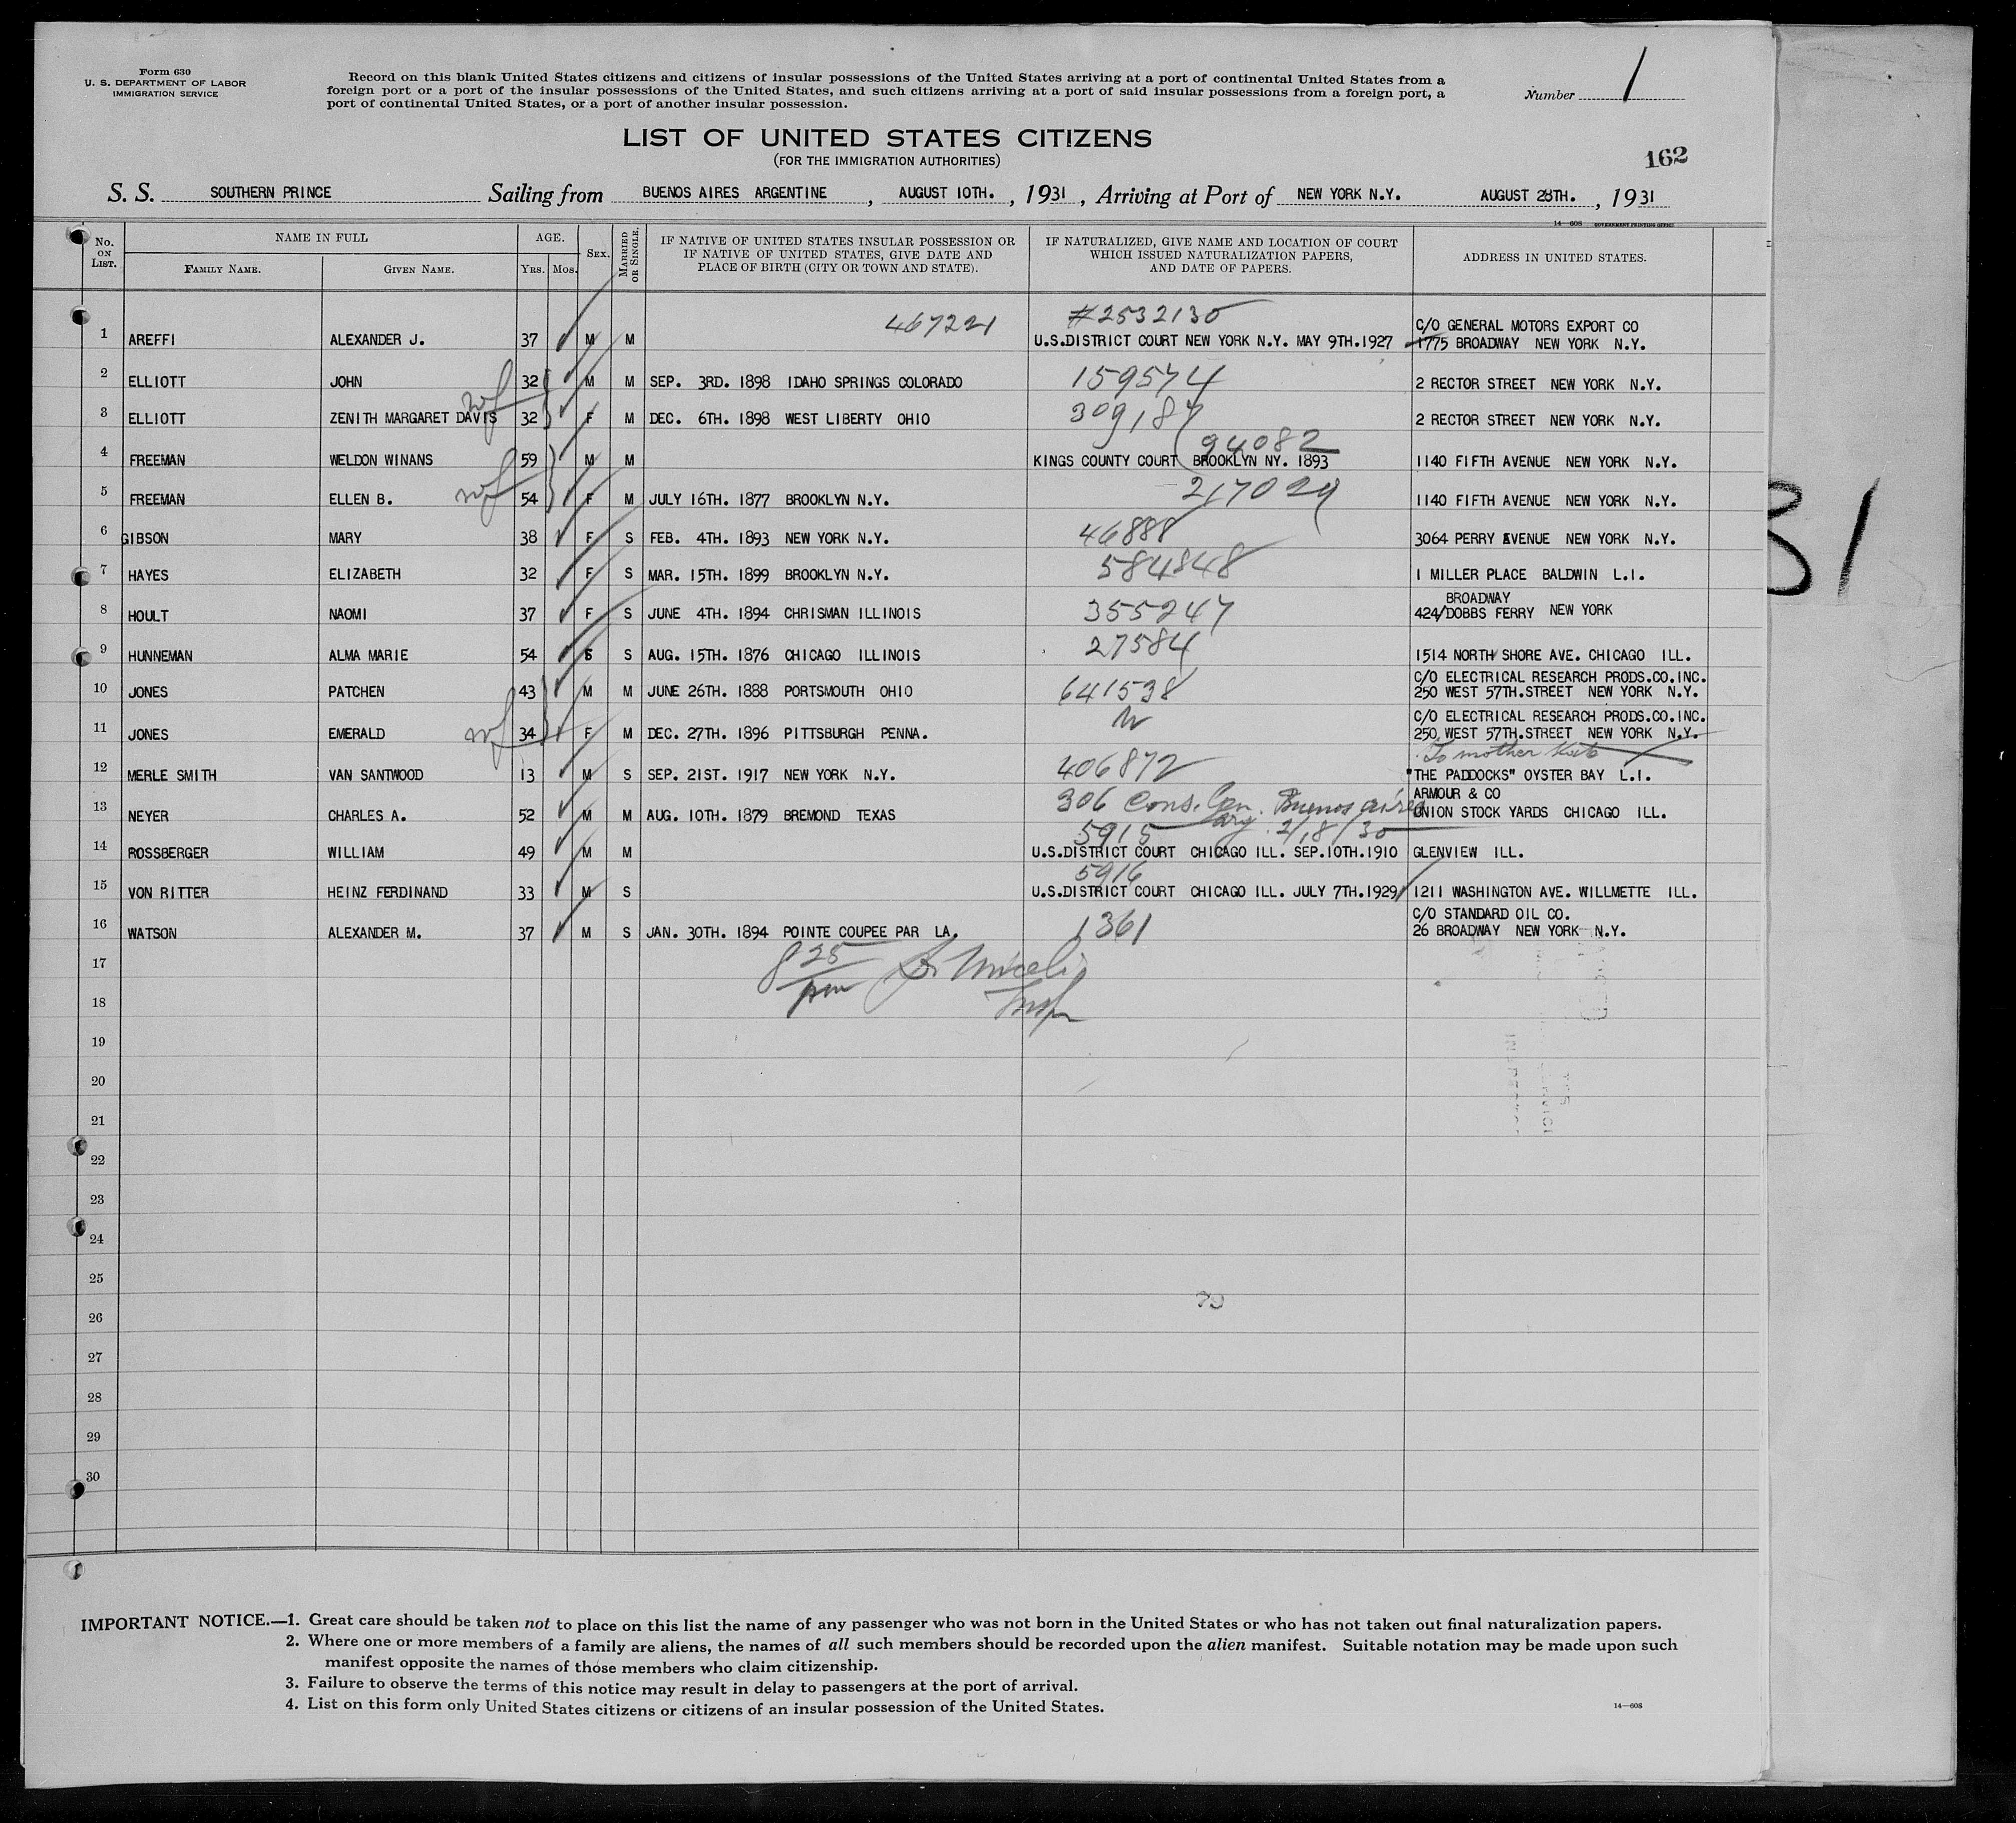 Form 630
U. S. DEPARTMENT OF LABOR
IMMIGRATION SERVICE
Record on this blank United States citizens and citizens of insular possessions of the United States arriving at a port of continental United States from a
foreign port or a port of the insular possessions of the United States, and such citizens arriving at a port of said insular possessions from a foreign port, a
port of continental United States, or a port of another insular possession.
Number 1
LIST OF UNITED STATES CITIZENS
(FOR THE IMMIGRATION AUTHORITIES)
162
S. S. SOUTHERN PRINCE Sailing from BUENOS AIRES ARGENTINE, AUGUST 10TH., 1931, Arriving at Port of NEW YORK N.Y. AUGUST 28TH., 1931
14—608 GOVERNMENT PRINTING OFFICE
No. ON LIST. NAME IN FULL AGE. SEX. MARRIED OR SINGLE. IF NATIVE OF UNITED STATES INSULAR POSSESSION OR IF NATIVE OF UNITED STATES, GIVE DATE AND PLACE OF BIRTH (CITY OR TOWN AND STATE). IF NATURALIZED, GIVE NAME AND LOCATION OF COURT WHICH ISSUED NATURALIZATION PAPERS, AND DATE OF PAPERS. ADDRESS IN UNITED STATES.
FAMILY NAME. GIVEN NAME. YRS. MOS.
467221 #2532130 C/O GENERAL MOTORS EXPORT CO
1 AREFFI ALEXANDER J. 37 M M U.S.DISTRICT COURT NEW YORK N.Y. MAY 9TH.1927 1775 BROADWAY NEW YORK N.Y.
2 ELLIOTT JOHN 32 M M SEP. 3RD. 1898 IDAHO SPRINGS COLORADO 159574 2 RECTOR STREET NEW YORK N.Y.
wf
3 ELLIOTT ZENITH MARGARET DAVIS 32 F M DEC. 6TH. 1898 WEST LIBERTY OHIO 309187 2 RECTOR STREET NEW YORK N.Y.
94082
4 FREEMAN WELDON WINANS 59 M M KINGS COUNTY COURT BROOKLYN NY. 1893 1140 FIFTH AVENUE NEW YORK N.Y.
5 FREEMAN ELLEN B. wf 54 F M JULY 16TH. 1877 BROOKLYN N.Y. 217029 1140 FIFTH AVENUE NEW YORK N.Y.
6 GIBSON MARY 38 F S FEB. 4TH. 1893 NEW YORK N.Y. 46888 3064 PERRY AVENUE NEW YORK N.Y.
7 HAYES ELIZABETH 32 F S MAR. 15TH. 1899 BROOKLYN N.Y. 584848 1 MILLER PLACE BALDWIN L.I.
BROADWAY
8 HOULT NAOMI 37 F S JUNE 4TH. 1894 CHRISMAN ILLINOIS 355247 424/DOBBS FERRY NEW YORK
9 HUNNEMAN ALMA MARIE 54 S S AUG. 15TH. 1876 CHICAGO ILLINOIS 27584 1514 NORTH SHORE AVE. CHICAGO ILL.
C/O ELECTRICAL RESEARCH PRODS.CO.INC.
10 JONES PATCHEN 43 M M JUNE 26TH. 1888 PORTSMOUTH OHIO 641538 250 WEST 57TH.STREET NEW YORK N.Y.
C/O ELECTRICAL RESEARCH PRODS.CO.INC.
11 JONES EMERALD wf 34 F M DEC. 27TH. 1896 PITTSBURGH PENNA. 250 WEST 57TH.STREET NEW YORK N.Y.
To mother
12 MERLE SMITH VAN SANTWOOD 13 M S SEP. 21ST. 1917 NEW YORK N.Y. 406872 "THE PADDOCKS" OYSTER BAY L.I.
306 Cons. Gen. Buenos aires ARMOUR & CO
13 NEYER CHARLES A. 52 M M AUG. 10TH. 1879 BREMOND TEXAS UNION STOCK YARDS CHICAGO ILL.
5915 arg. 2/18/30
14 ROSSBERGER WILLIAM 49 M M U.S.DISTRICT COURT CHICAGO ILL. SEP.10TH.1910 GLENVIEW ILL.
5916
15 VON RITTER HEINZ FERDINAND 33 M S U.S.DISTRICT COURT CHICAGO ILL. JULY 7TH.1929 1211 WASHINGTON AVE. WILLMETTE ILL.
C/O STANDARD OIL CO.
16 WATSON ALEXANDER M. 37 M S JAN. 30TH. 1894 POINTE COUPEE PAR LA. 1361 26 BROADWAY NEW YORK N.Y.
17
825 pm
18
Insp
19
20
21
22
23
24
25
26
27
28
29
30
31
IMPORTANT NOTICE.—1. Great care should be taken not to place on this list the name of any passenger who was not born in the United States or who has not taken out final naturalization papers.
2. Where one or more members of a family are aliens, the names of all such members should be recorded upon the alien manifest. Suitable notation may be made upon such
manifest opposite the names of those members who claim citizenship.
3. Failure to observe the terms of this notice may result in delay to passengers at the port of arrival.
4. List on this form only United States citizens or citizens of an insular possession of the United States.
14—608